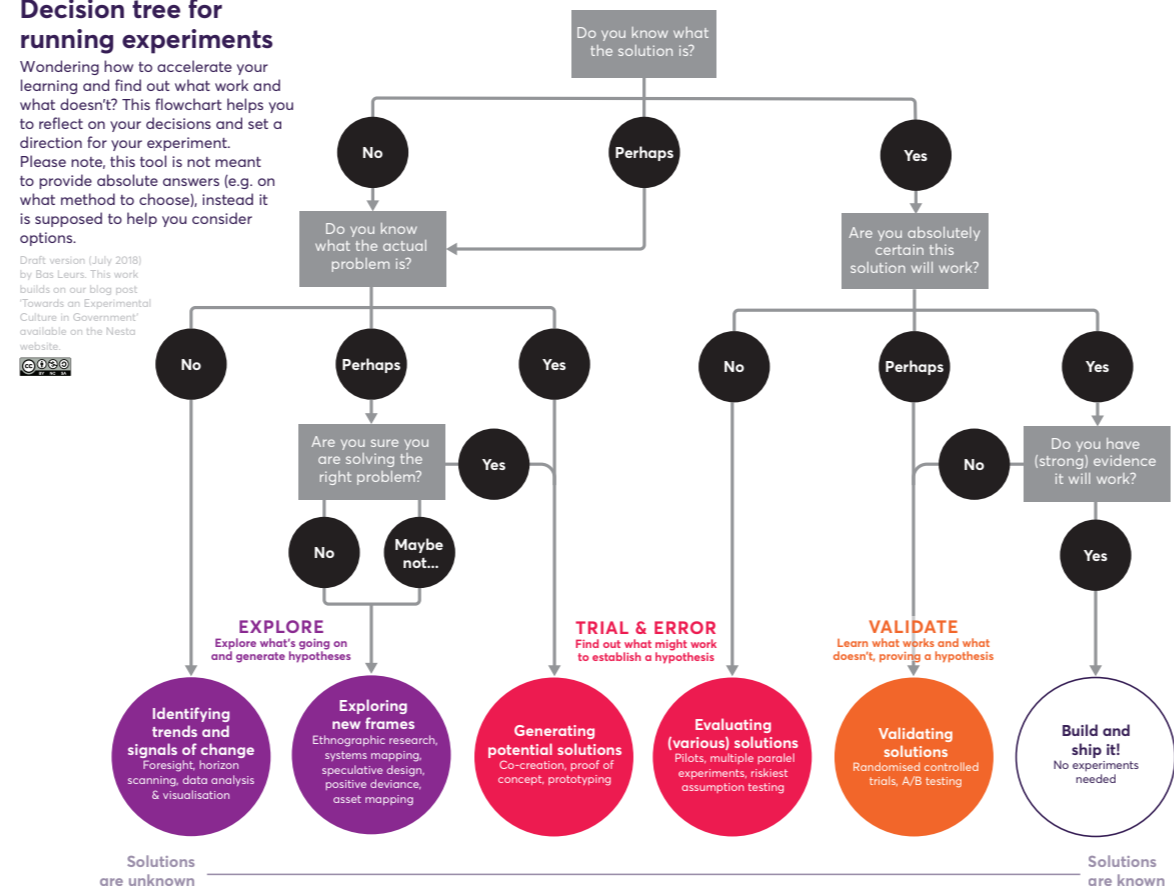 Decision tree for
running experiments
Wondering how to accelerate your
learning and find out what work and
what doesn't? This flowchart helps you
to reflect on your decisions and set a
direction for your experiment.
Please note, this tool is not meant
to provide absolute answers (e.g. on
what method to choose), instead it
is supposed to help you consider
options.
Draft version (July 2018)
by Bas Leurs. This work
builds on our blog post
'Towards an Experimental
Culture in Government'
available on the Nesta
website.
cc
BY NC SA
Do you know what
the solution is?
No
Perhaps
Yes
Do you know
what the actual
problem is?
Are you absolutely
certain this
solution will work?
No
Perhaps
Yes
No
Perhaps
Yes
Are you sure you
are solving the
right problem?
Yes
No
Do you have
(strong) evidence
it will work?
No
Maybe
not...
Yes
EXPLORE
Explore what's going on
and generate hypotheses
TRIAL & ERROR
Find out what might work
to establish a hypothesis
VALIDATE
Learn what works and what
doesn't, proving a hypothesis
Identifying
trends and
signals of change
Foresight, horizon
scanning, data analysis
& visualisation
Exploring
new frames
Ethnographic research,
systems mapping,
speculative design,
positive deviance,
asset mapping
Generating
potential solutions
Co-creation, proof of
concept, prototyping
Evaluating
(various) solutions
Pilots, multiple paralel
experiments, riskiest
assumption testing
Validating
solutions
Randomised controlled
trials, A/B testing
Build and
ship it!
No experiments
needed
Solutions
are unknown
Solutions
are known